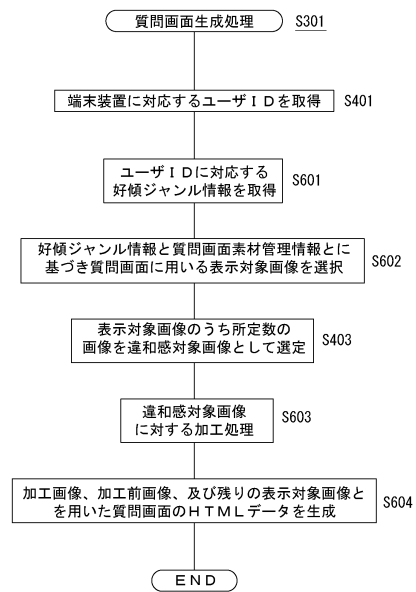 質問画面生成処理 S301
端末装置に対応するユーザＩＤを取得 S401
ユーザＩＤに対応する
好傾ジャンル情報を取得 S601
好傾ジャンル情報と質問画面素材管理情報とに
基づき質問画面に用いる表示対象画像を選択 S602
表示対象画像のうち所定数の
画像を違和感対象画像として選定 S403
違和感対象画像
に対する加工処理 S603
加工画像、加工前画像、及び残りの表示対象画像と
を用いた質問画面のＨＴＭＬデータを生成 S604
ＥＮＤ